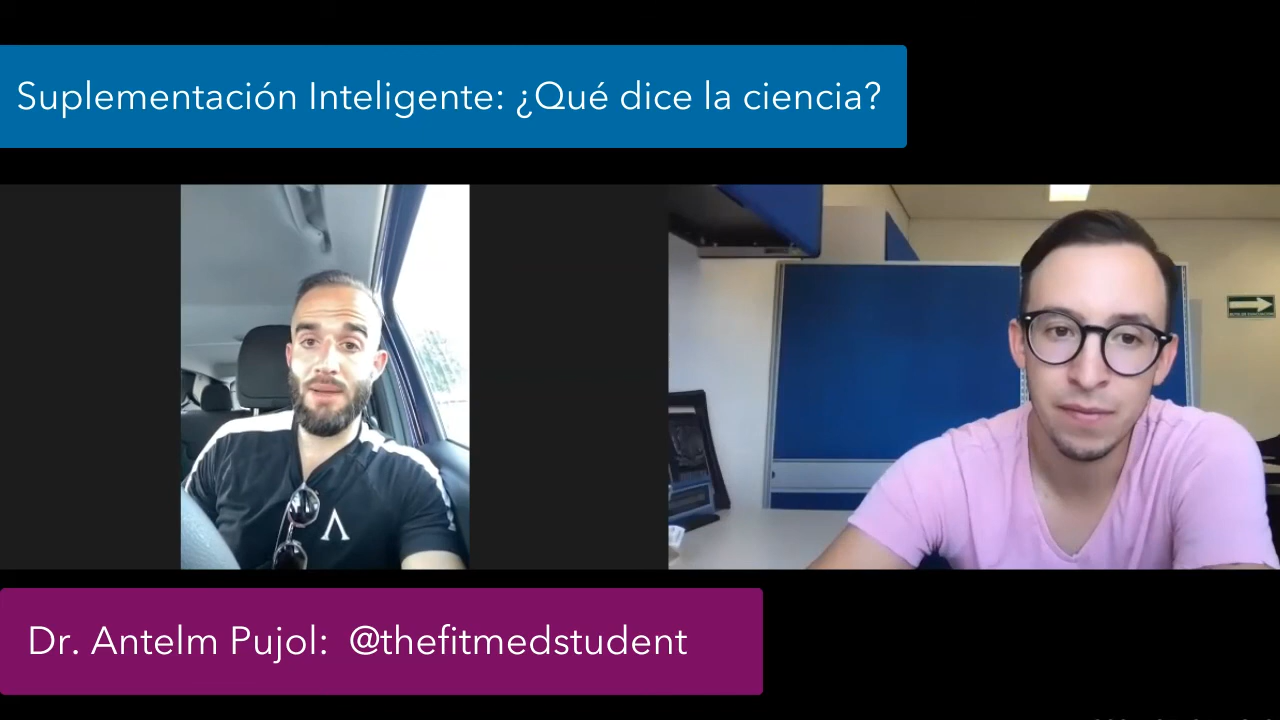 Suplementación Inteligente: ¿Qué dice la ciencia?
Dr. Antelm Pujol: @thefitmedstudent